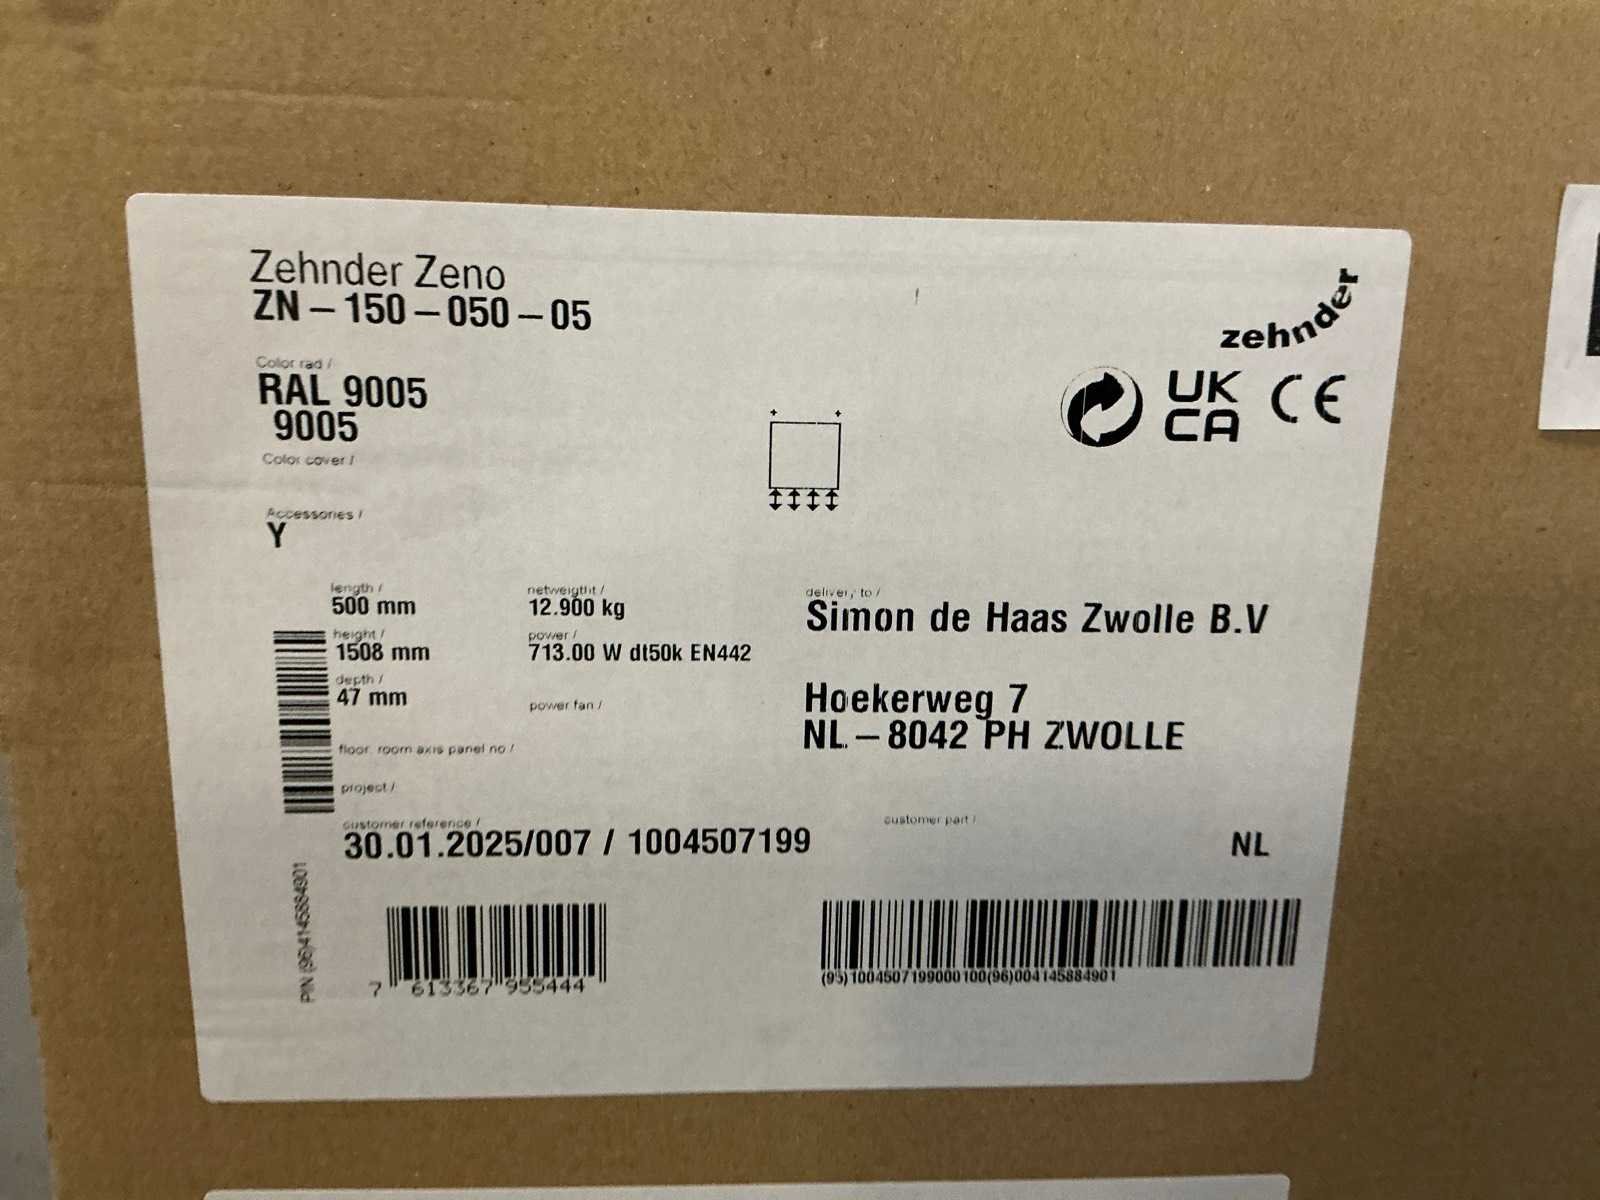 Zehnder Zeno
ZN – 150 – 050 – 05
zehnder
Color rad /
RAL 9005
9005
UK
CA
CE
Color cover /
Accessories /
Y
length /
500 mm
netweigtht /
12.900 kg
delivery to /
Simon de Haas Zwolle B.V
height /
1508 mm
power /
713.00 W dt50k EN442
depth /
47 mm
power fan /
Hoekerweg 7
NL – 8042 PH ZWOLLE
floor room axis panel no /
project /
customer reference /
30.01.2025/007 / 1004507199
customer part /
NL
PIN (96)4145884901
7 613367 955444
(95)1004507199000100(96)004145884901